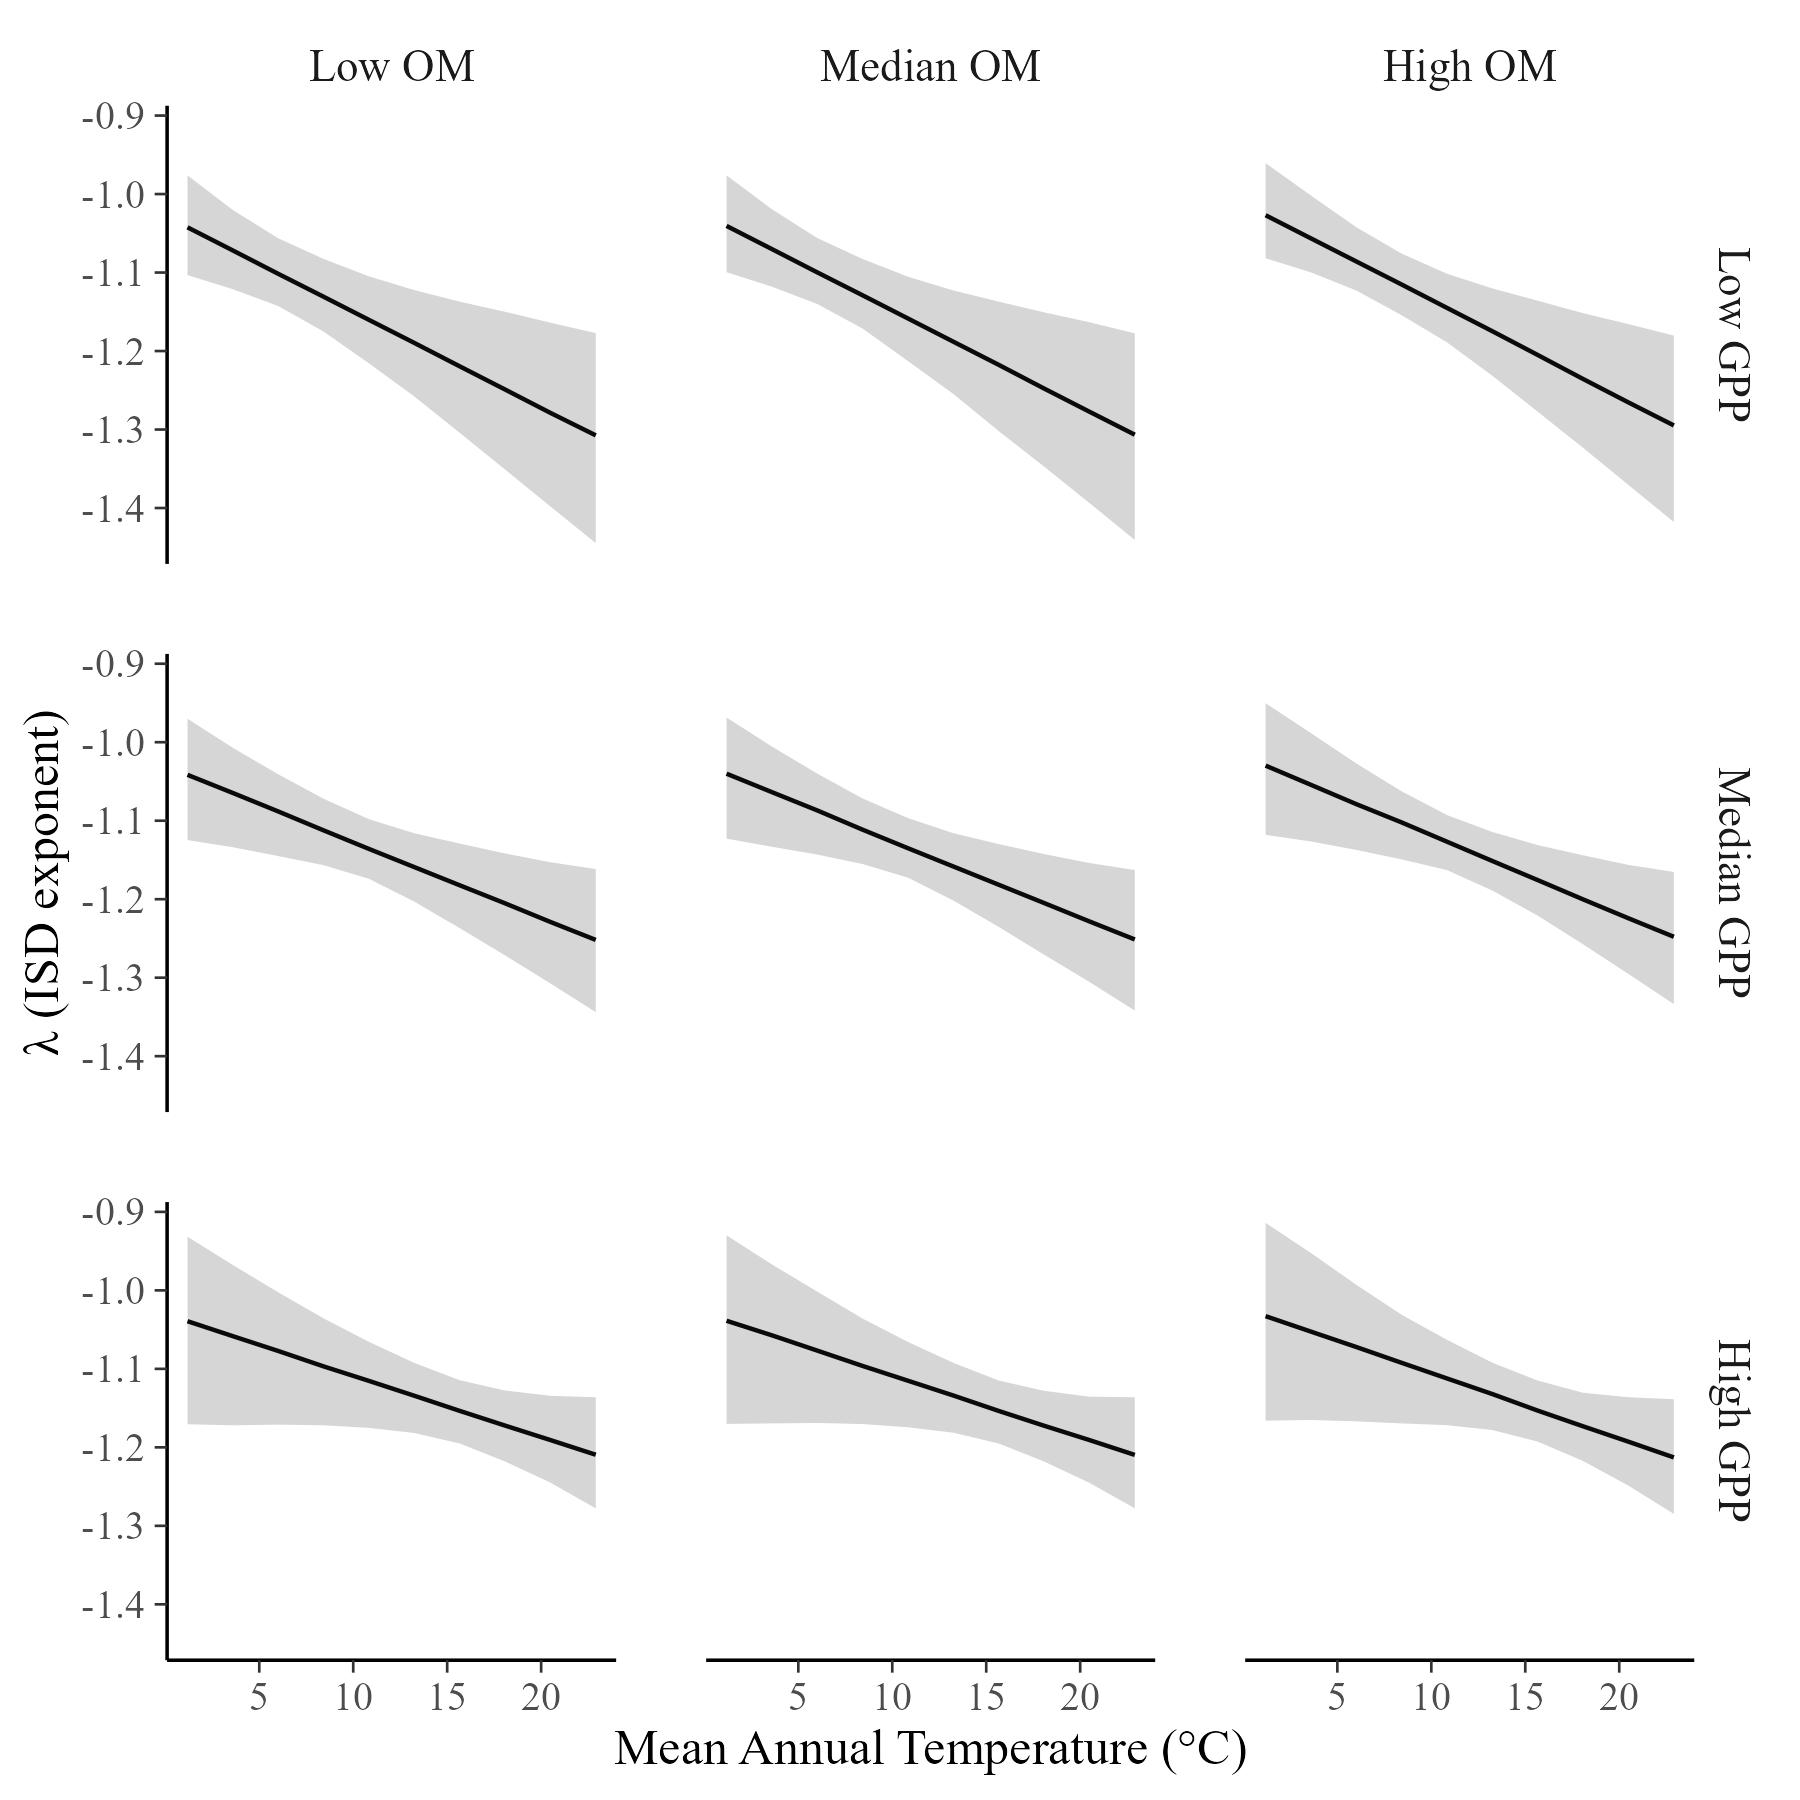 Low OM
Median OM
High OM
-0.9
-1.0
-1.1
-1.2
-1.3
-1.4
Low GPP
-0.9
-1.0
-1.1
-1.2
-1.3
-1.4
Median GPP
-0.9
-1.0
-1.1
-1.2
-1.3
-1.4
High GPP
λ (ISD exponent)
5 10 15 20
5 10 15 20
5 10 15 20
Mean Annual Temperature (°C)